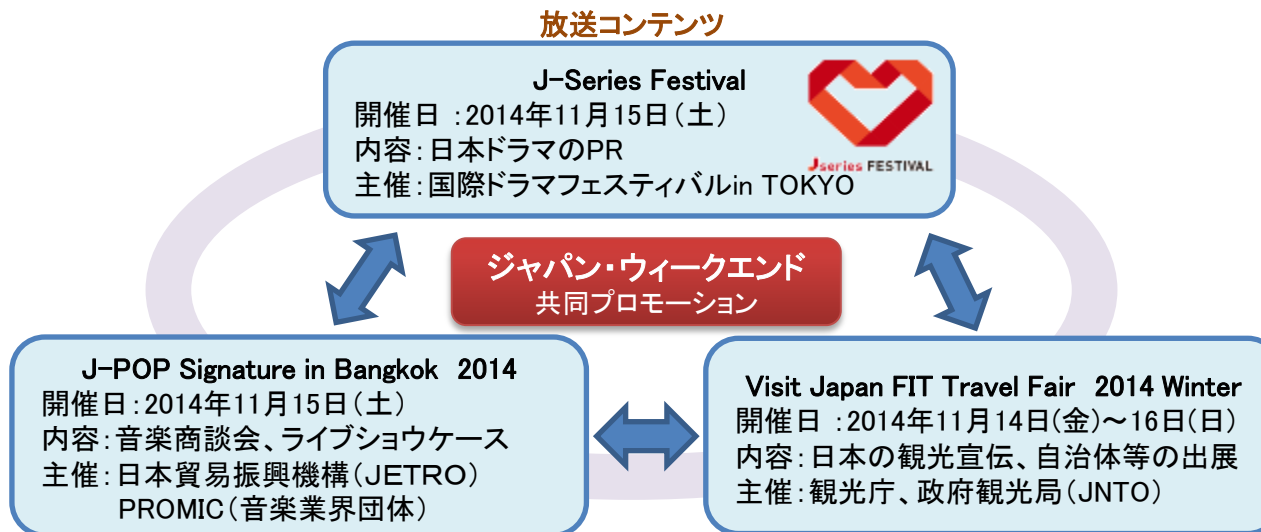 放送コンテンツ
J-Series Festival
開催日 :2014年11月15日(土)
内容:日本ドラマのPR
主催:国際ドラマフェスティバルin TOKYO
Jseries FESTIVAL
ジャパン・ウィークエンド
共同プロモーション
J-POP Signature in Bangkok 2014
開催日:2014年11月15日(土)
内容:音楽商談会、ライブショウケース
主催:日本貿易振興機構(JETRO)
PROMIC(音楽業界団体)
Visit Japan FIT Travel Fair 2014 Winter
開催日 :2014年11月14日(金)~16日(日)
内容:日本の観光宣伝、自治体等の出展
主催:観光庁、政府観光局(JNTO)